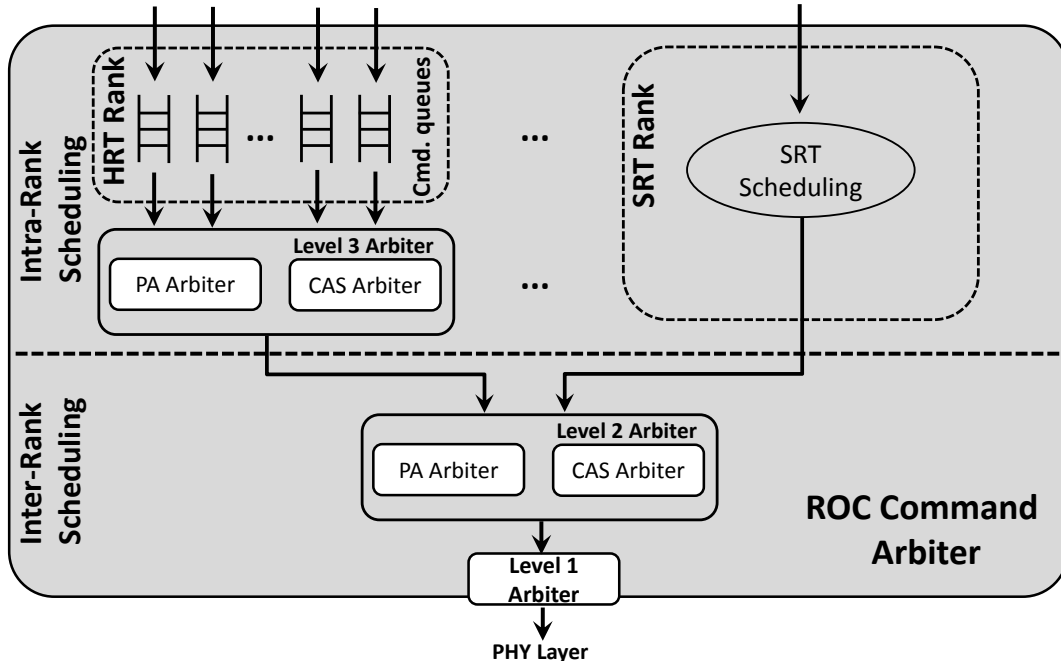 HRT Rank
Cmd. queues
...
...
SRT Rank
SRT
Scheduling
Intra-Rank
Scheduling
Level 3 Arbiter
PA Arbiter
CAS Arbiter
...
Inter-Rank
Scheduling
Level 2 Arbiter
PA Arbiter
CAS Arbiter
ROC Command
Arbiter
Level 1
Arbiter
PHY Layer